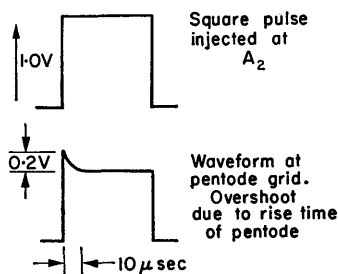 Square pulse
injected at
A2
1·0V
0·2V
Waveform at
pentode grid.
Overshoot
due to rise time
of pentode
10 μ sec